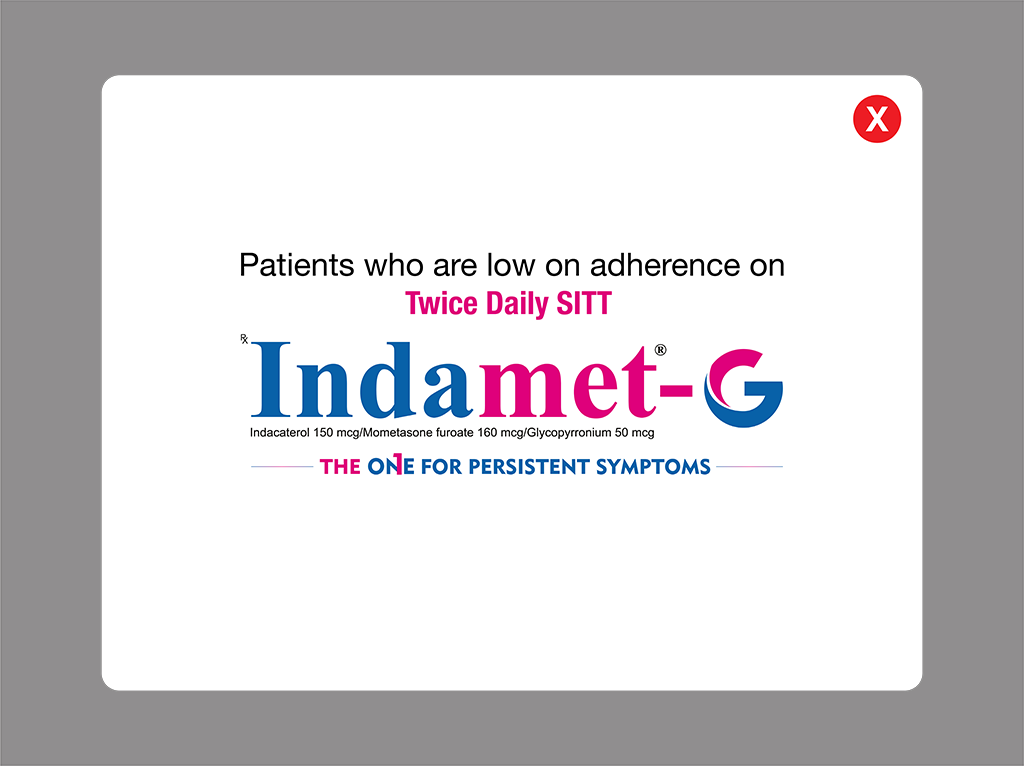 X
Patients who are low on adherence on
Twice Daily SITT
℞ Indamet-G®
Indacaterol 150 mcg/Mometasone furoate 160 mcg/Glycopyrronium 50 mcg
THE ONE FOR PERSISTENT SYMPTOMS